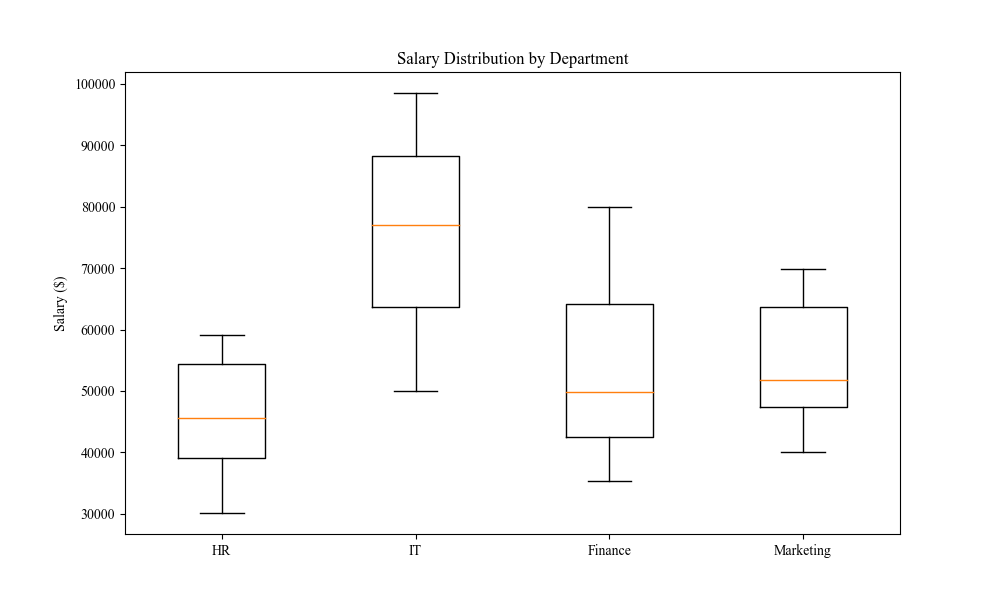 Salary Distribution by Department
Salary ($)
100000
90000
80000
70000
60000
50000
40000
30000
HR
IT
Finance
Marketing